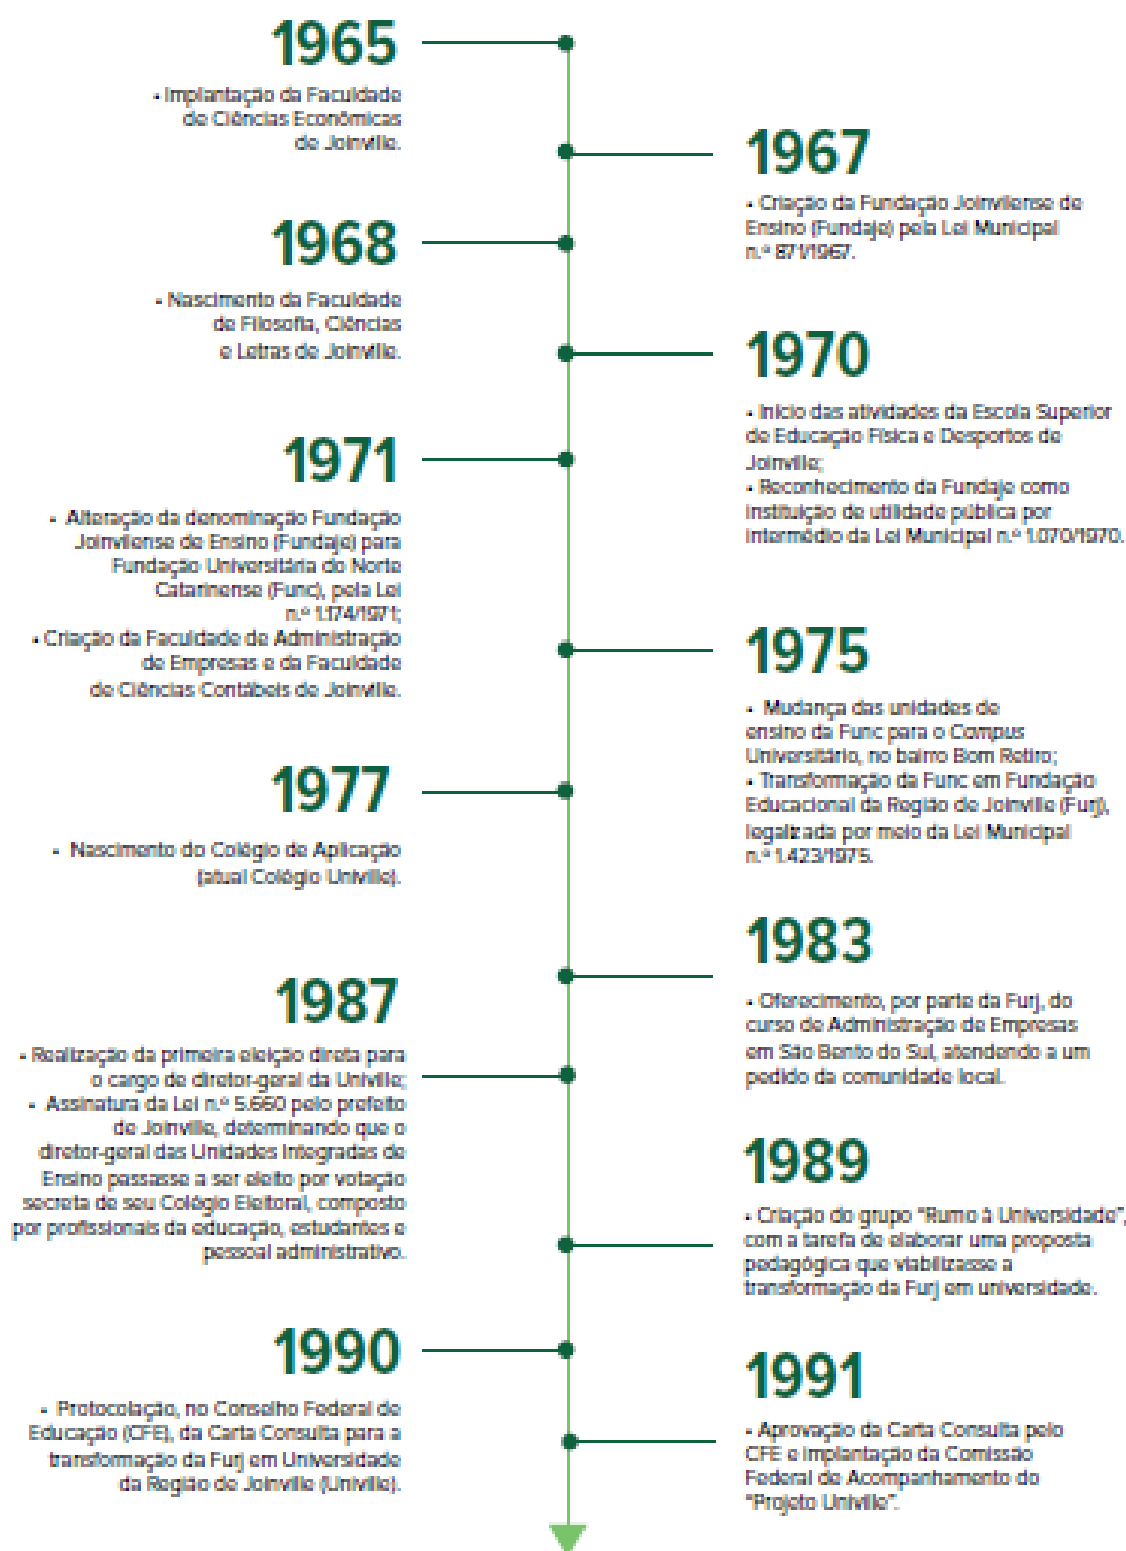 1965
• Implantação da Faculdade
de Ciências Econômicas
de Joinville.
1967
• Criação da Fundação Joinvilense de
Ensino (Fundaje) pela Lei Municipal
n.º 871/1967.
1968
• Nascimento da Faculdade
de Filosofia, Ciências
e Letras de Joinville.
1970
• Início das atividades da Escola Superior
de Educação Física e Desportos de
Joinville;
• Reconhecimento da Fundaje como
instituição de utilidade pública por
intermédio da Lei Municipal n.º 1.070/1970.
1971
• Alteração da denominação Fundação
Joinvilense de Ensino (Fundaje) para
Fundação Universitária do Norte
Catarinense (Func), pela Lei
n.º 1.174/1971;
• Criação da Faculdade de Administração
de Empresas e da Faculdade
de Ciências Contábeis de Joinville.
1975
• Mudança das unidades de
ensino da Func para o Campus
Universitário, no bairro Bom Retiro;
• Transformação da Func em Fundação
Educacional da Região de Joinville (Furj),
legalizada por meio da Lei Municipal
n.º 1.423/1975.
1977
• Nascimento do Colégio de Aplicação
(atual Colégio Univille).
1983
• Oferecimento, por parte da Furj, do
curso de Administração de Empresas
em São Bento do Sul, atendendo a um
pedido da comunidade local.
1987
• Realização da primeira eleição direta para
o cargo de diretor-geral da Univille;
• Assinatura da Lei n.º 5.660 pelo prefeito
de Joinville, determinando que o
diretor-geral das Unidades Integradas de
Ensino passasse a ser eleito por votação
secreta de seu Colégio Eleitoral, composto
por profissionais da educação, estudantes e
pessoal administrativo.
1989
• Criação do grupo "Rumo à Universidade",
com a tarefa de elaborar uma proposta
pedagógica que viabilizasse a
transformação da Furj em universidade.
1990
• Protocolação, no Conselho Federal de
Educação (CFE), da Carta Consulta para a
transformação da Furj em Universidade
da Região de Joinville (Univille).
1991
• Aprovação da Carta Consulta pelo
CFE e implantação da Comissão
Federal de Acompanhamento do
"Projeto Univille".